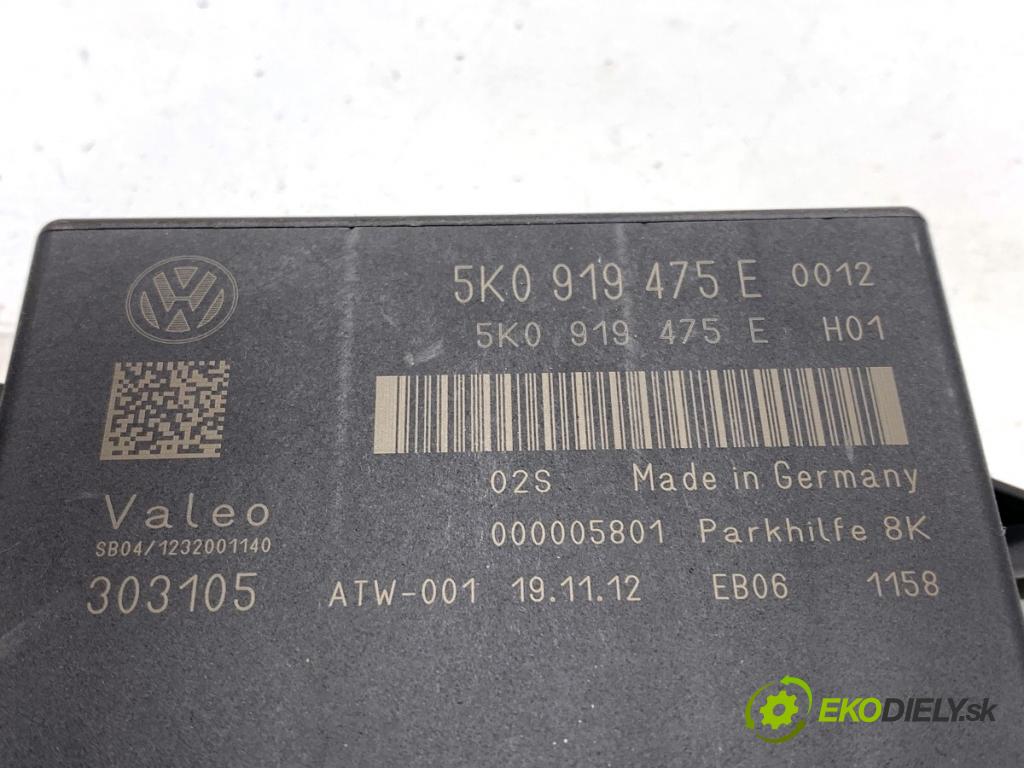 VW
5K0 919 475 E 0012
5K0 919 475 E H01
02S Made in Germany
Valeo
000005801 Parkhilfe 8K
SB04/1232001140
303105 ATW-001 19.11.12 EB06 1158
EKODIELY.sk